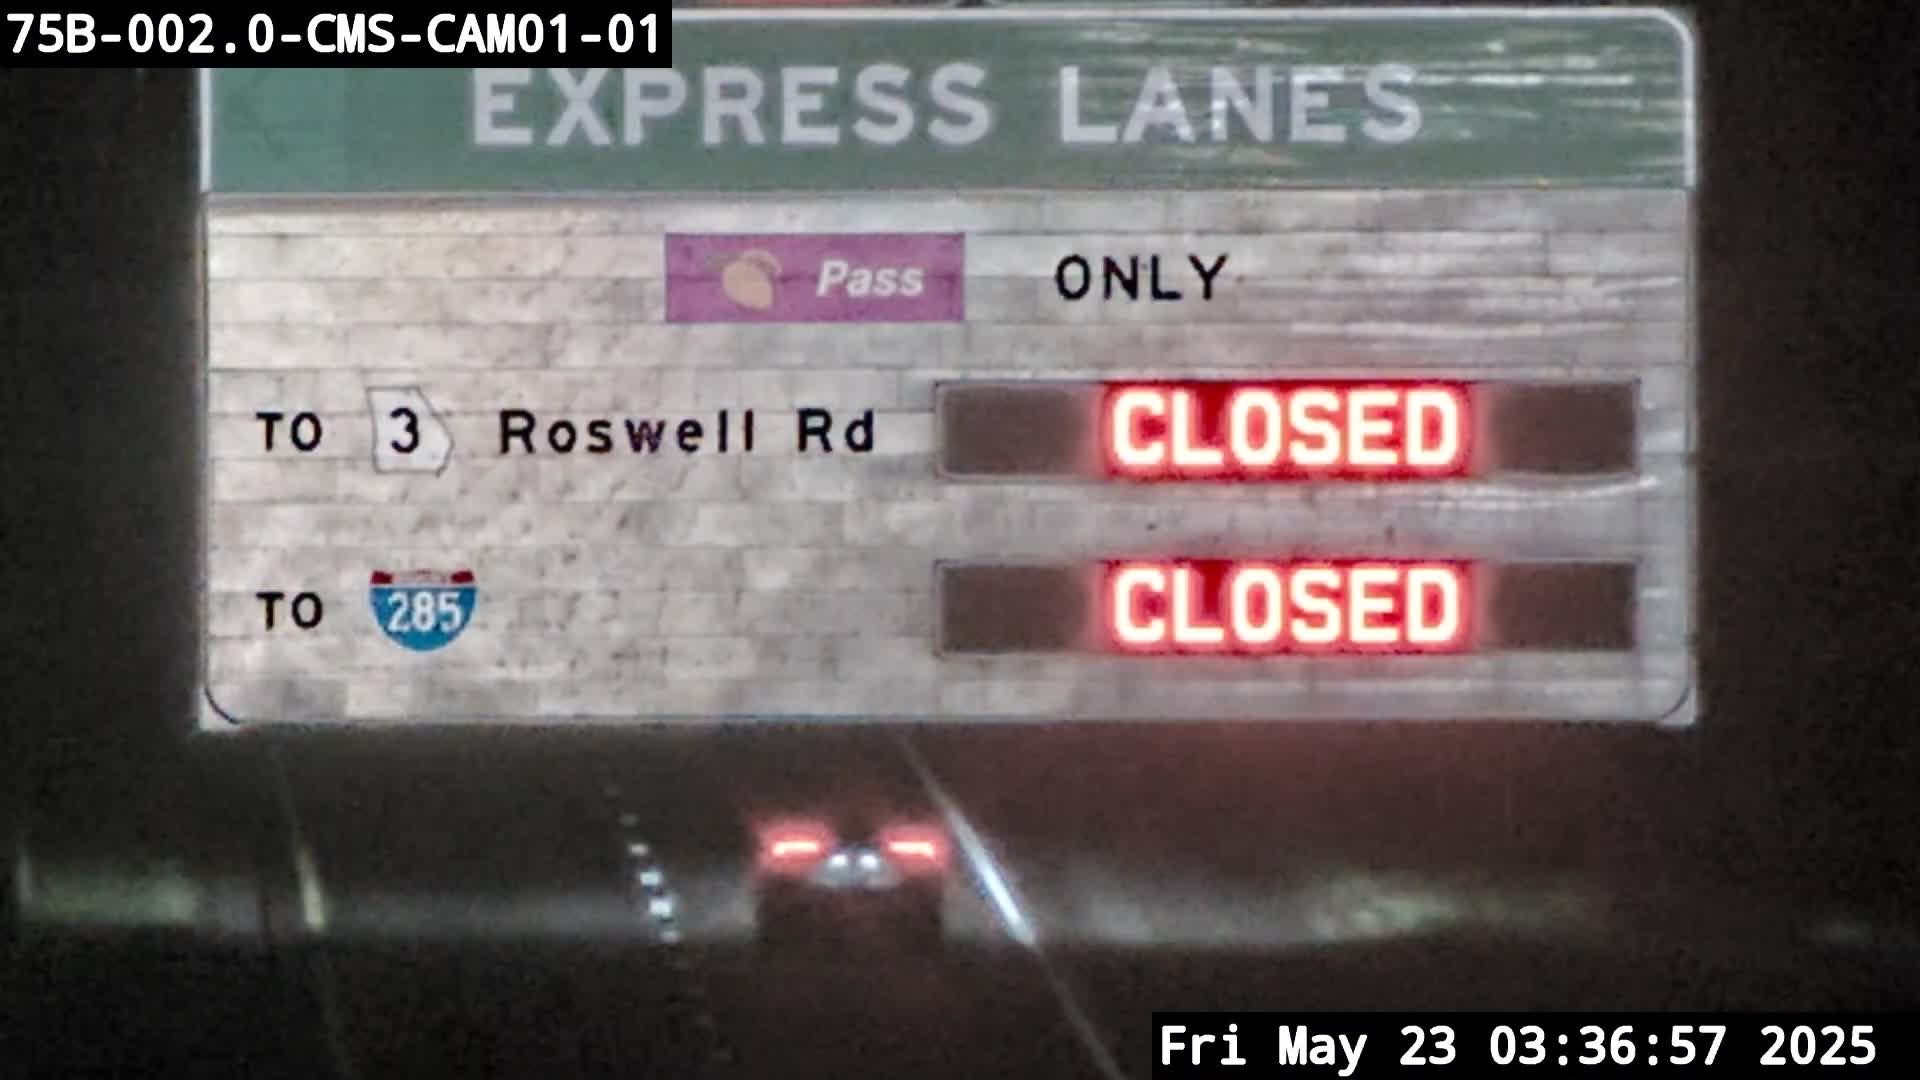 75B-002.0-CMS-CAM01-01
EXPRESS LANES
Pass ONLY
TO 3 Roswell Rd CLOSED
TO 285 CLOSED
Fri May 23 03:36:57 2025